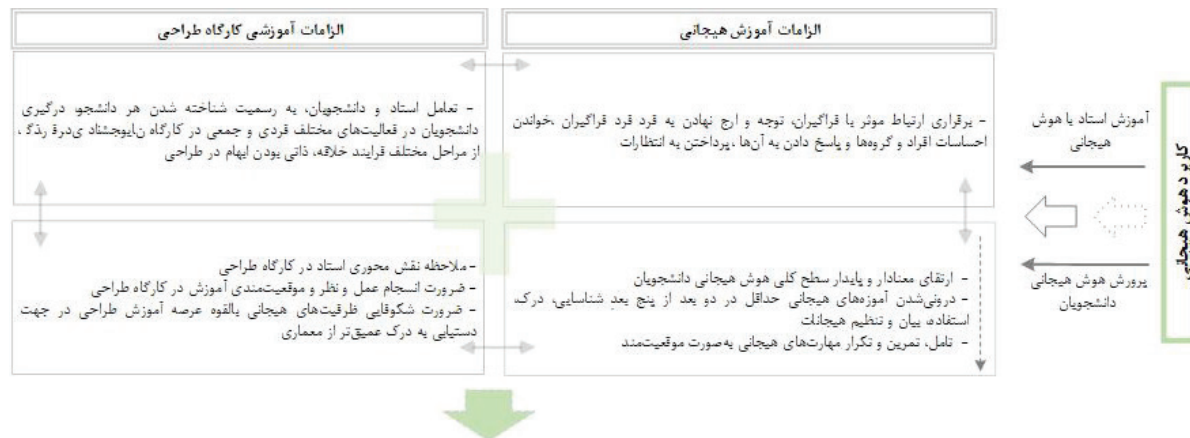 کاربرد هوش هیجانی
آموزش استاد با هوش
هیجانی
پرورش هوش هیجانی
دانشجویان
الزامات آموزش هیجانی
- برقراری ارتباط موثر با فراگیران، توجه و ارج نهادن به فرد فرد فراگیران ،خواندن
احساسات افراد و گروه‌ها و پاسخ دادن به آن‌ها ،پرداختن به انتظارات
- ارتقای معنادار و پایدار سطح کلی هوش هیجانی دانشجویان
- درونی‌شدن آموزه‌های هیجانی حداقل در دو بعد از پنج بعدِ شناسایی، درک،
استفاده، بیان و تنظیم هیجانات
- تامل، تمرین و تکرار مهارت‌های هیجانی به‌صورت موقعیت‌مند
الزامات آموزشی کارگاه طراحی
- تعامل استاد و دانشجویان، به رسمیت شناخته شدن هر دانشجو، درگیری
دانشجویان در فعالیت‌های مختلف فردی و جمعی در کارگاه
از مراحل مختلف فرایند خلاقه، ذاتی بودن ابهام در طراحی
- ملاحظه نقش محوری استاد در کارگاه طراحی
- ضرورت انسجام عمل و نظر و موقعیت‌مندی آموزش در کارگاه طراحی
- ضرورت شکوفایی ظرفیت‌های هیجانی بالقوه عرصه آموزش طراحی در جهت
دستیابی به درک عمیق‌تر از معماری